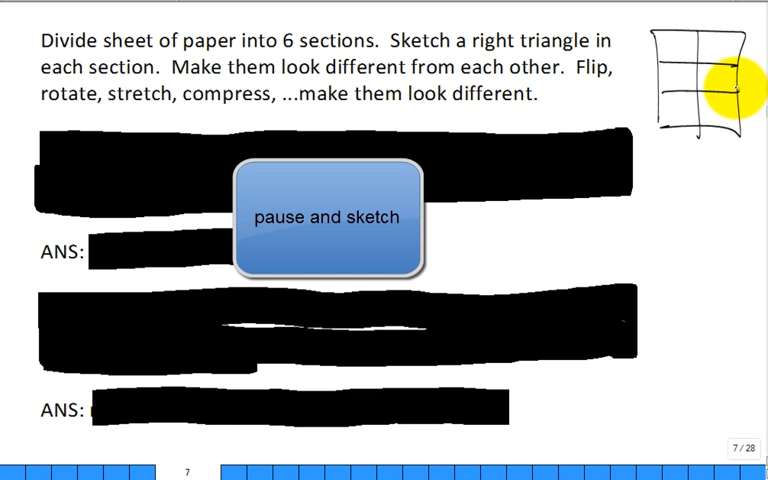 Divide sheet of paper into 6 sections.  Sketch a right triangle in
each section.  Make them look different from each other.  Flip,
rotate, stretch, compress, ...make them look different.
pause and sketch
ANS:
ANS:
7 / 28
7